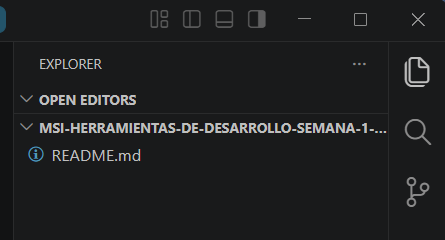 EXPLORER
OPEN EDITORS
MSI-HERRAMIENTAS-DE-DESARROLLO-SEMANA-1-...
README.md